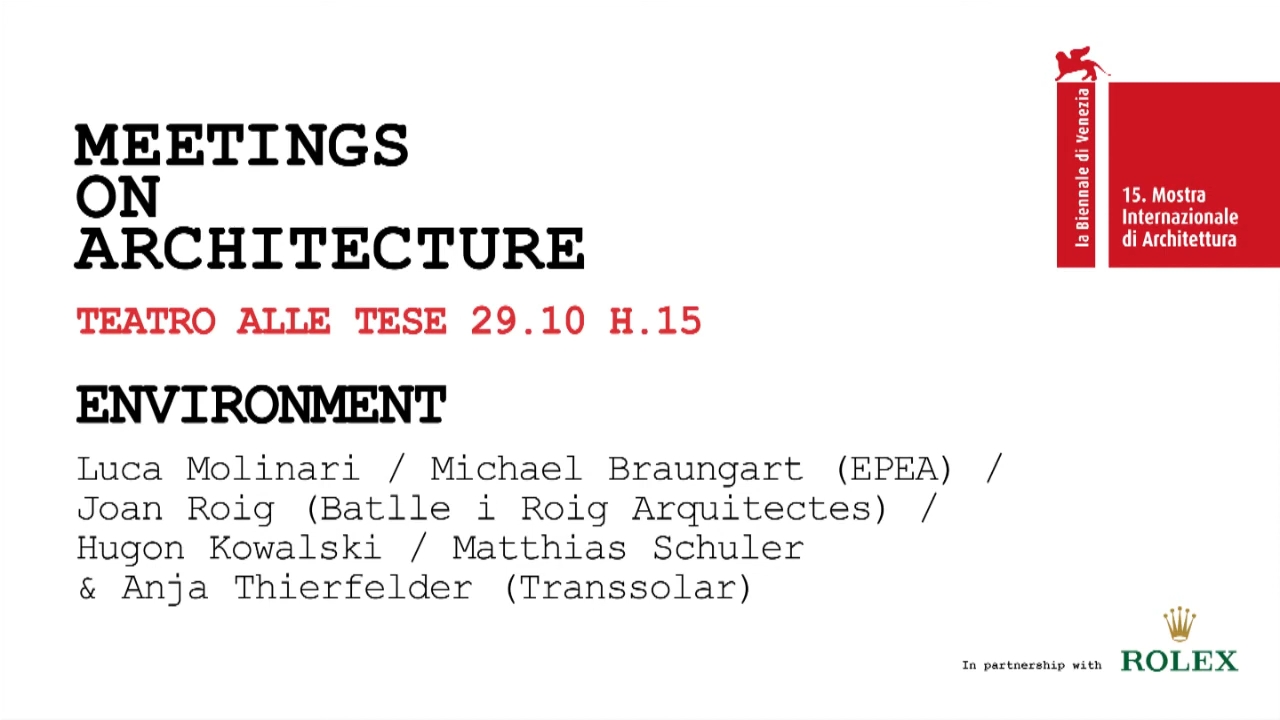 MEETINGS
ON
ARCHITECTURE
TEATRO ALLE TESE 29.10 H.15
ENVIRONMENT
Luca Molinari / Michael Braungart (EPEA) /
Joan Roig (Batlle i Roig Arquitectes) /
Hugon Kowalski / Matthias Schuler
& Anja Thierfelder (Transsolar)
la Biennale di Venezia
15. Mostra
Internazionale
di Architettura
In partnership with
ROLEX